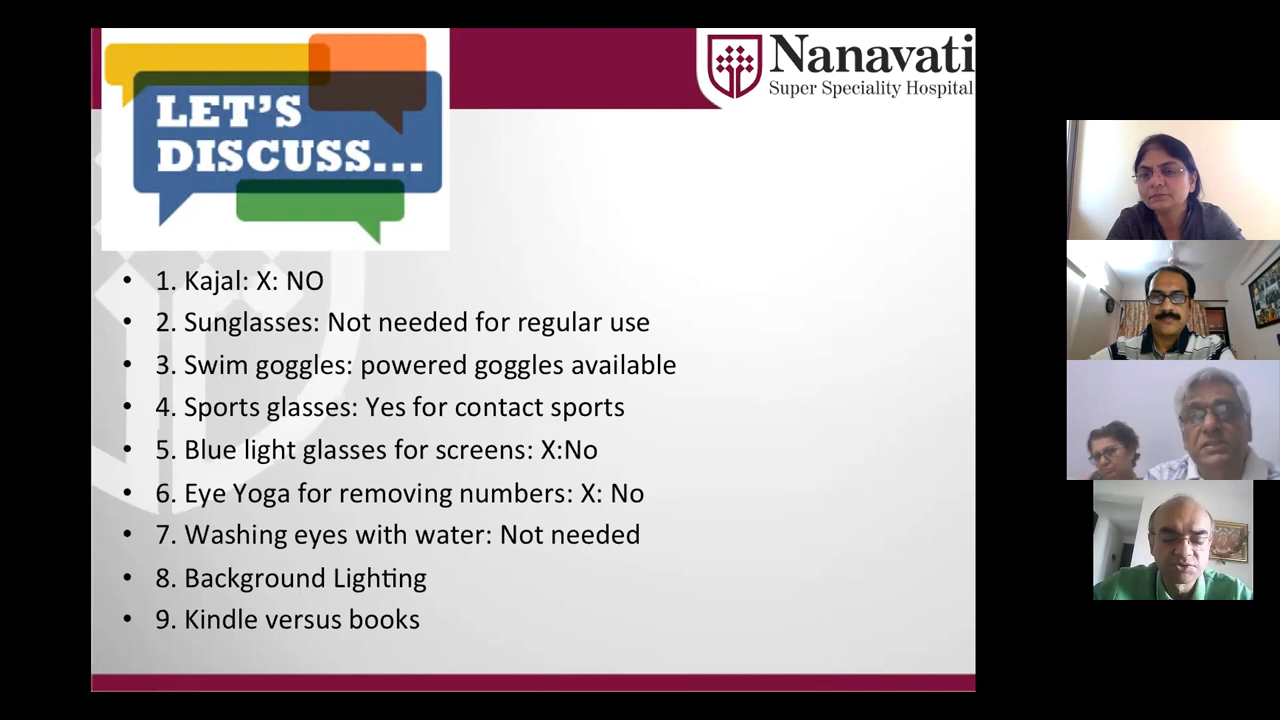 LET'S
DISCUSS...
Nanavati
Super Speciality Hospital
• 1. Kajal: X: NO
• 2. Sunglasses: Not needed for regular use
• 3. Swim goggles: powered goggles available
• 4. Sports glasses: Yes for contact sports
• 5. Blue light glasses for screens: X:No
• 6. Eye Yoga for removing numbers: X: No
• 7. Washing eyes with water: Not needed
• 8. Background Lighting
• 9. Kindle versus books